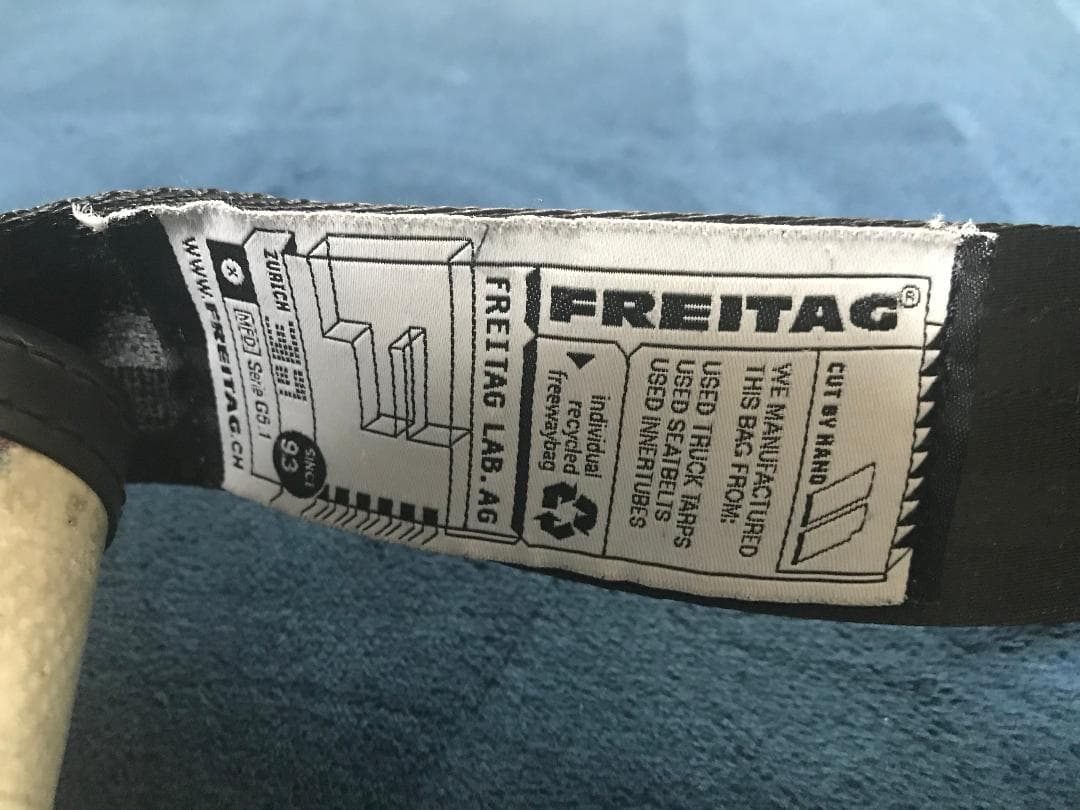 FREITAG®
CUT BY HAND
WE MANUFACTURED
THIS BAG FROM:
USED TRUCK TARPS
USED SEATBELTS
USED INNERTUBES
individual
recycled
freewaybag
FREITAG LAB.AG
SINCE
93
ZURICH
MED Serie G5.1
WWW.FREITAG.CH